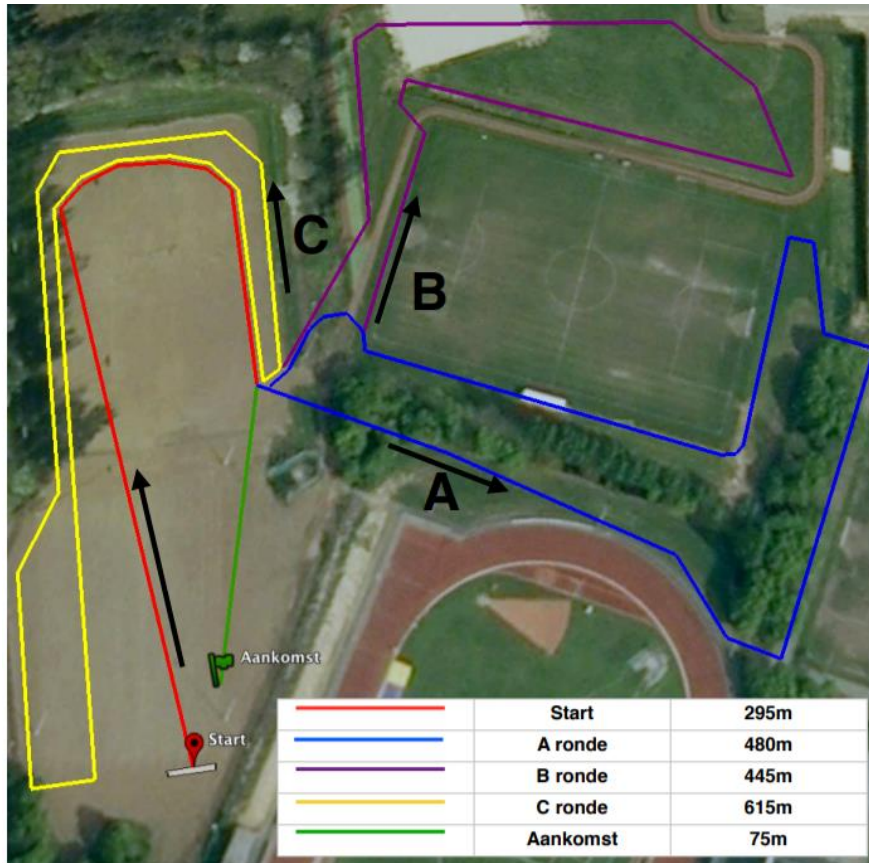 C
B
A
Aankomst
Start
Start 295m
A ronde 480m
B ronde 445m
C ronde 615m
Aankomst 75m